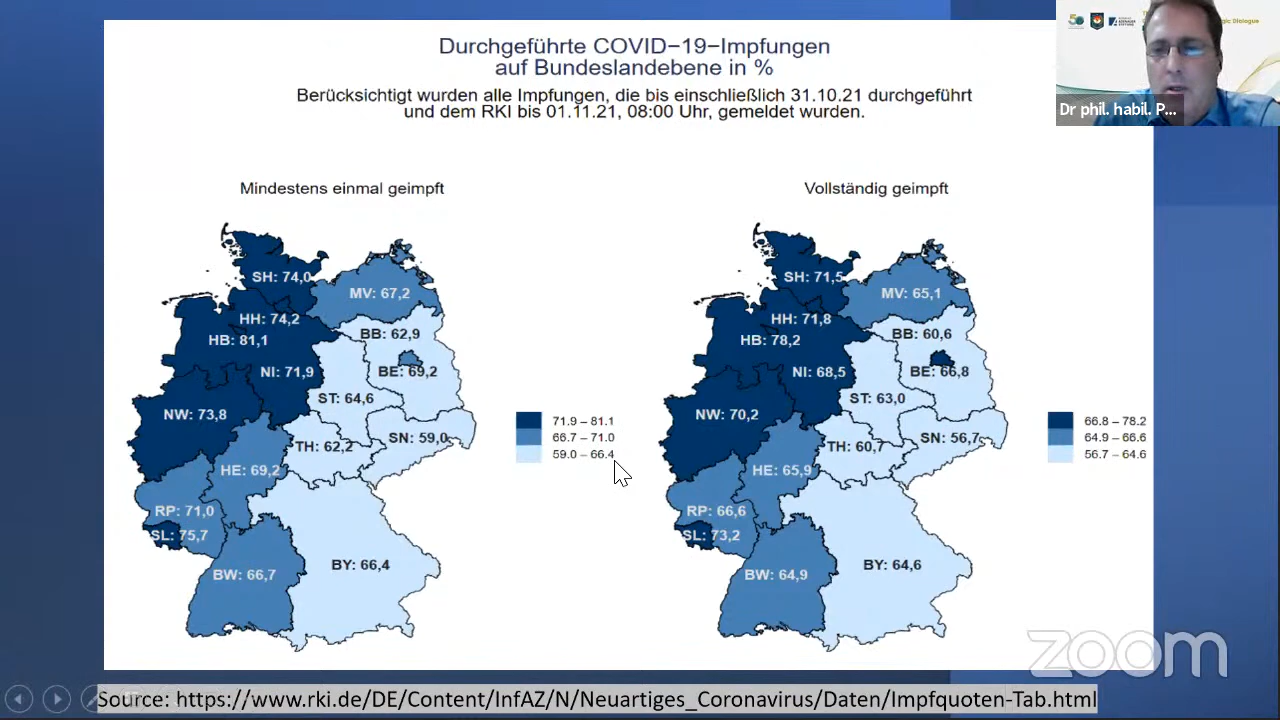 Durchgeführte COVID−19−Impfungen
auf Bundeslandebene in %
Berücksichtigt wurden alle Impfungen, die bis einschließlich 31.10.21 durchgeführt
und dem RKI bis 01.11.21, 08:00 Uhr, gemeldet wurden.
Dialogue
Dr phil. habil. P...
Mindestens einmal geimpft
SH: 74,0
MV: 67,2
HH: 74,2
HB: 81,1
BB: 62,9
NI: 71,9
BE: 69,2
ST: 64,6
NW: 73,8
SN: 59,0
TH: 62,2
HE: 69,2
RP: 71,0
SL: 75,7
BY: 66,4
BW: 66,7
71.9 – 81.1
66.7 – 71.0
59.0 – 66.4
Vollständig geimpft
SH: 71,5
MV: 65,1
HH: 71,8
HB: 78,2
BB: 60,6
NI: 68,5
BE: 66,8
ST: 63,0
NW: 70,2
SN: 56,7
TH: 60,7
HE: 65,9
RP: 66,6
SL: 73,2
BY: 64,6
BW: 64,9
66.8 – 78.2
64.9 – 66.6
56.7 – 64.6
zoom
Source: https://www.rki.de/DE/Content/InfAZ/N/Neuartiges_Coronavirus/Daten/Impfquoten-Tab.html